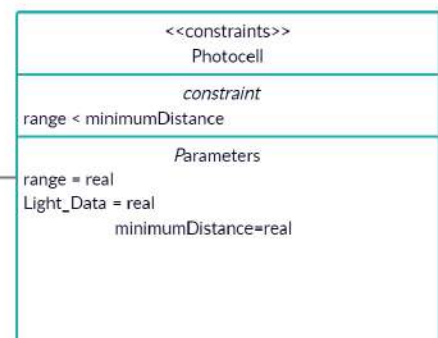 <<constraints>>
Photocell
constraint
range < minimumDistance
Parameters
range = real
Light_Data = real
minimumDistance=real